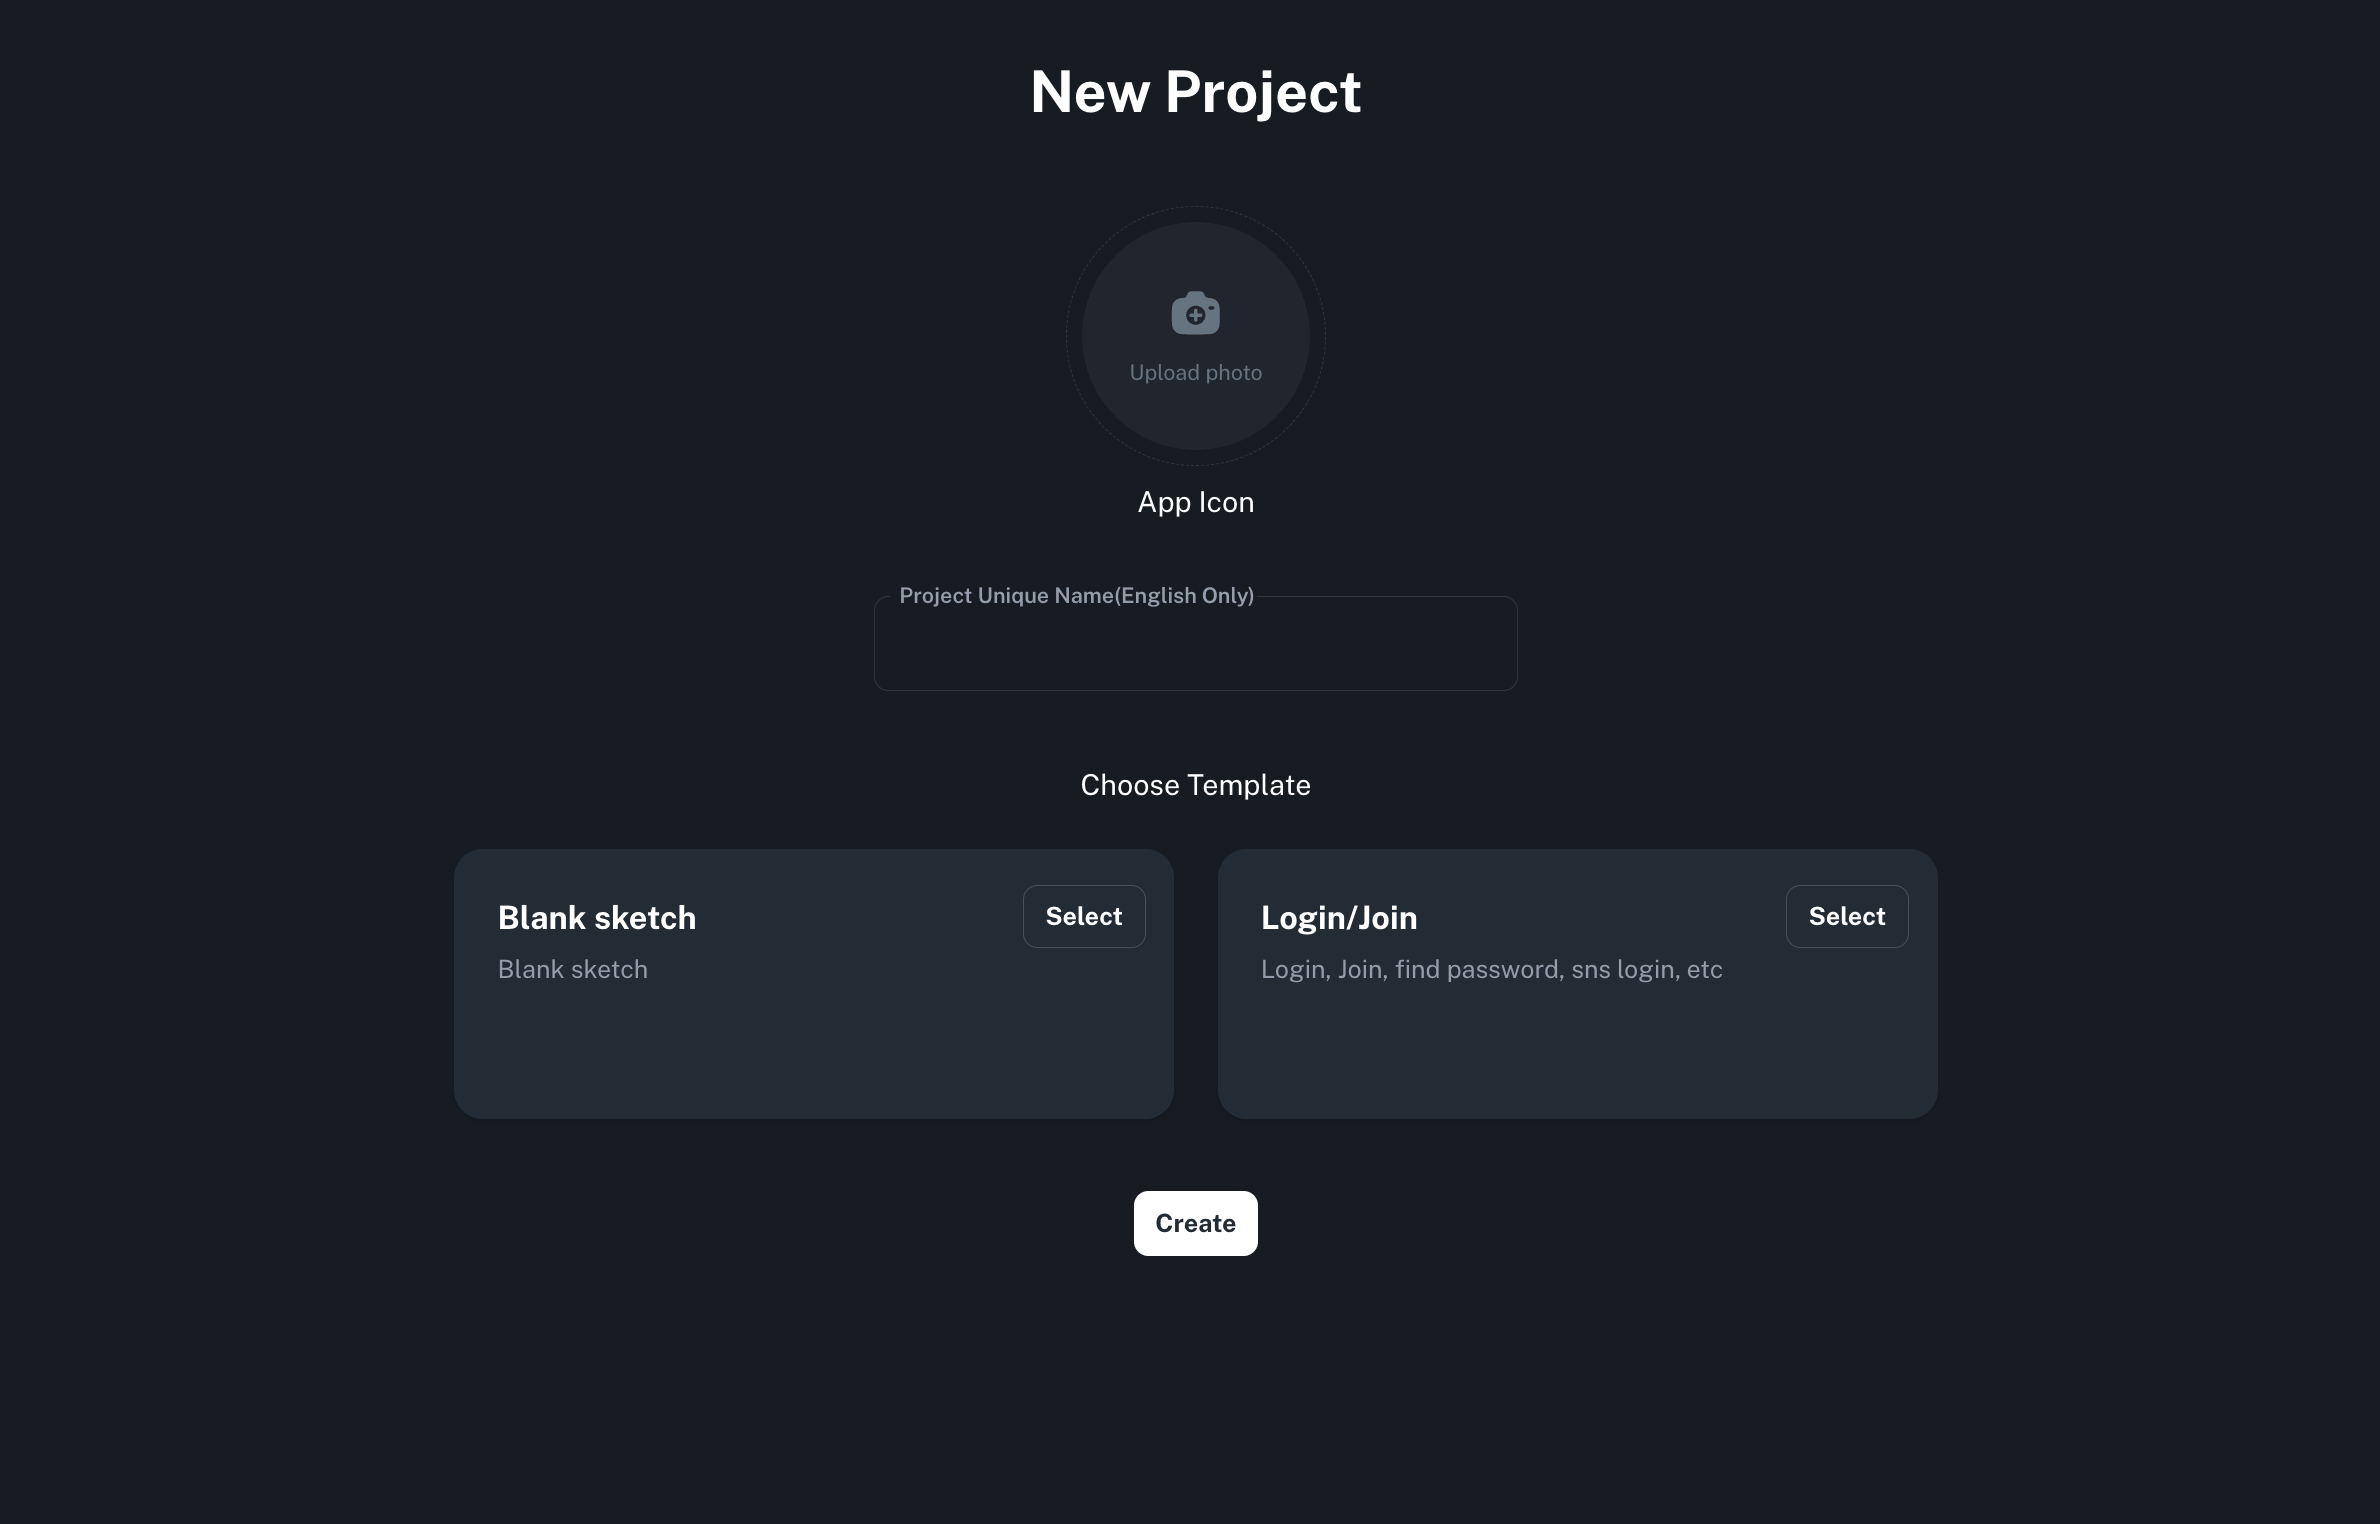 New Project
Upload photo
App Icon
Project Unique Name(English Only)
Choose Template
Blank sketch
Select
Blank sketch
Login/Join
Select
Login, Join, find password, sns login, etc
Create